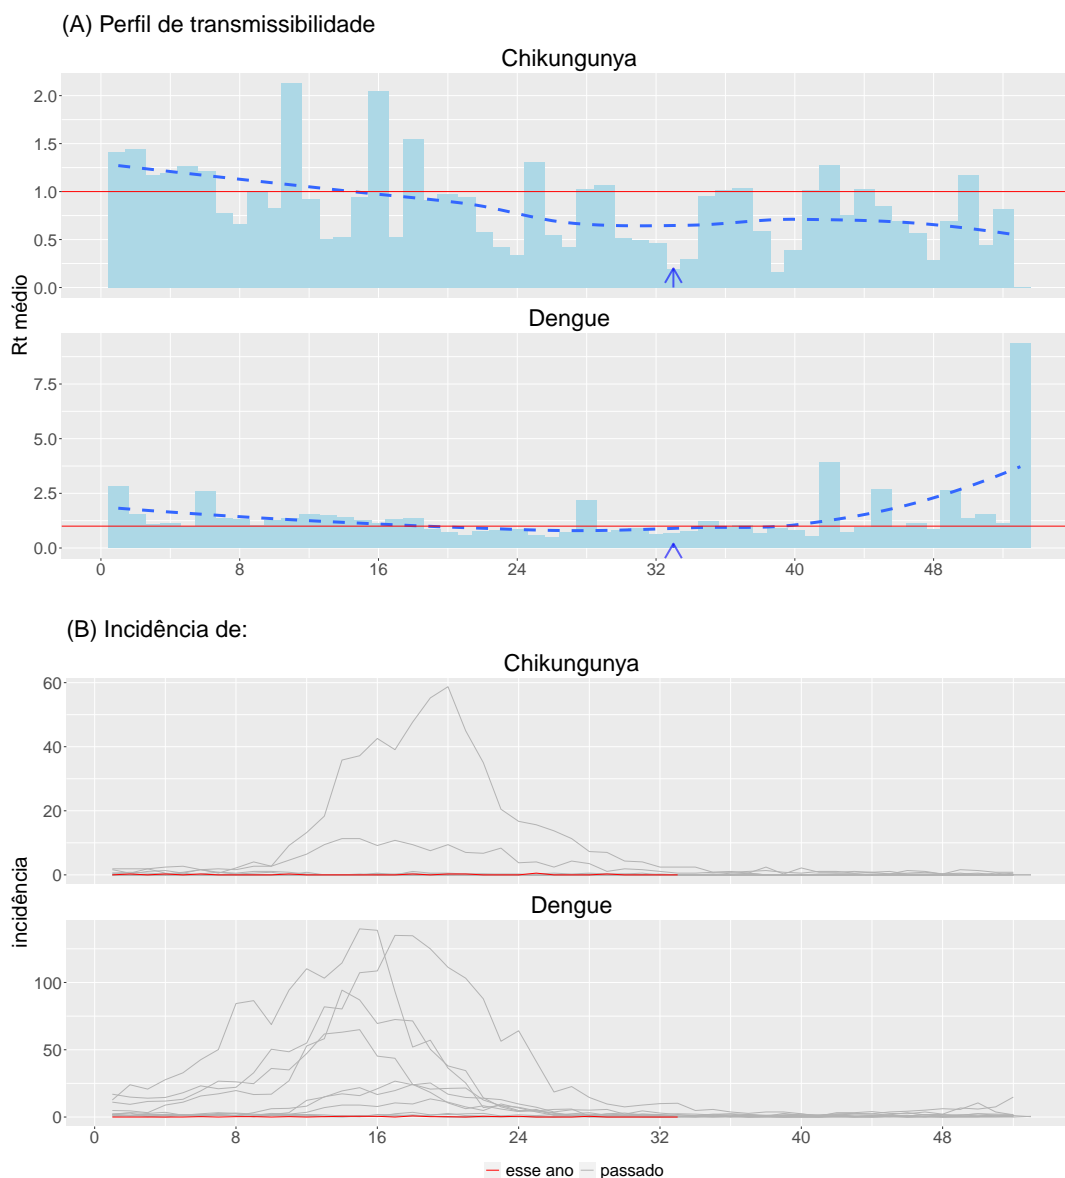 (A) Perfil de transmissibilidade
Chikungunya
2.0
1.5
1.0
0.5
0.0
Rt médio
Dengue
7.5
5.0
2.5
0.0
0 8 16 24 32 40 48
(B) Incidência de:
Chikungunya
60
40
20
0
incidência
Dengue
100
50
0
0 8 16 24 32 40 48
esse ano passado